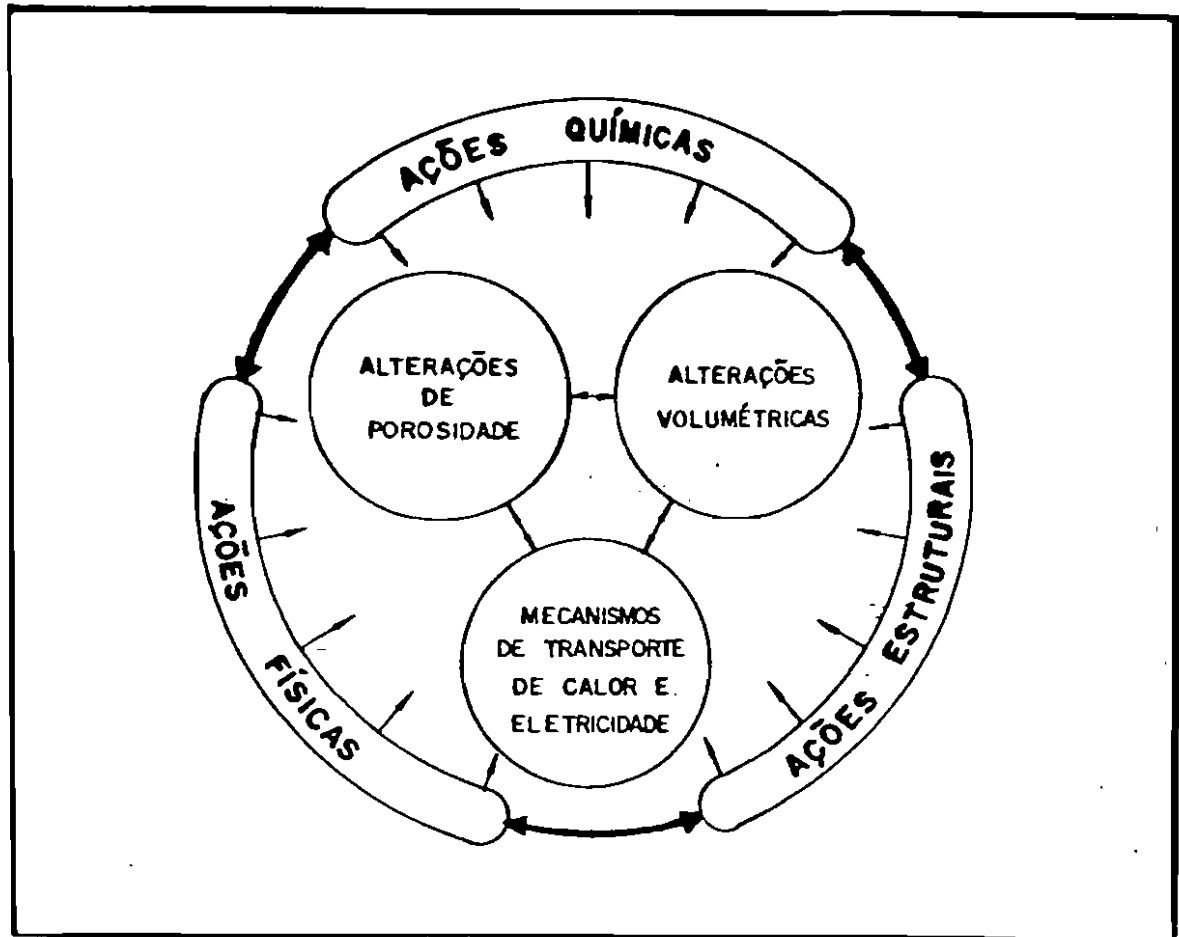 AÇÕES QUÍMICAS
ALTERAÇÕES
DE
POROSIDADE
ALTERAÇÕES
VOLUMÉTRICAS
AÇÕES FÍSICAS
AÇÕES ESTRUTURAIS
MECANISMOS
DE TRANSPORTE
DE CALOR E
ELETRICIDADE